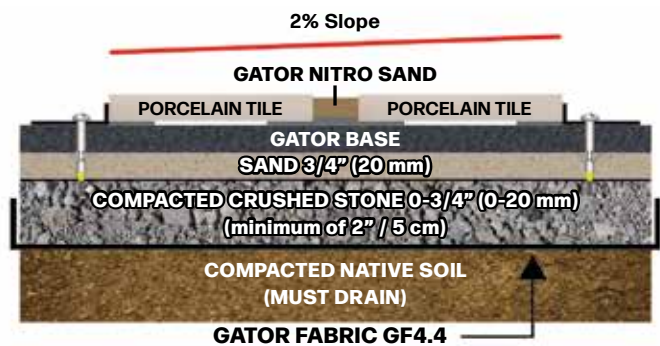 2% Slope
GATOR NITRO SAND
PORCELAIN TILE PORCELAIN TILE
GATOR BASE
SAND 3/4” (20 mm)
COMPACTED CRUSHED STONE 0-3/4” (0-20 mm)
(minimum of 2” / 5 cm)
COMPACTED NATIVE SOIL
(MUST DRAIN)
GATOR FABRIC GF4.4